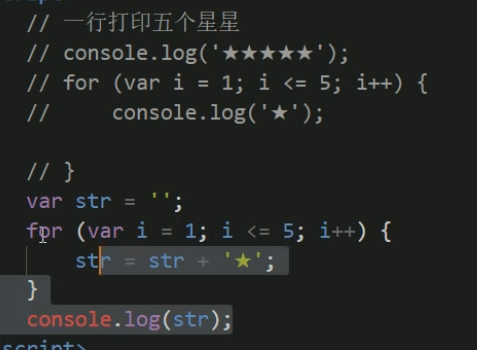 // 一行打印五个星星
// console.log('★★★★★');
// for (var i = 1; i <= 5; i++) {
//     console.log('★');
// }
var str = '';
for (var i = 1; i <= 5; i++) {
    str = str + '★';
}
console.log(str);
script>